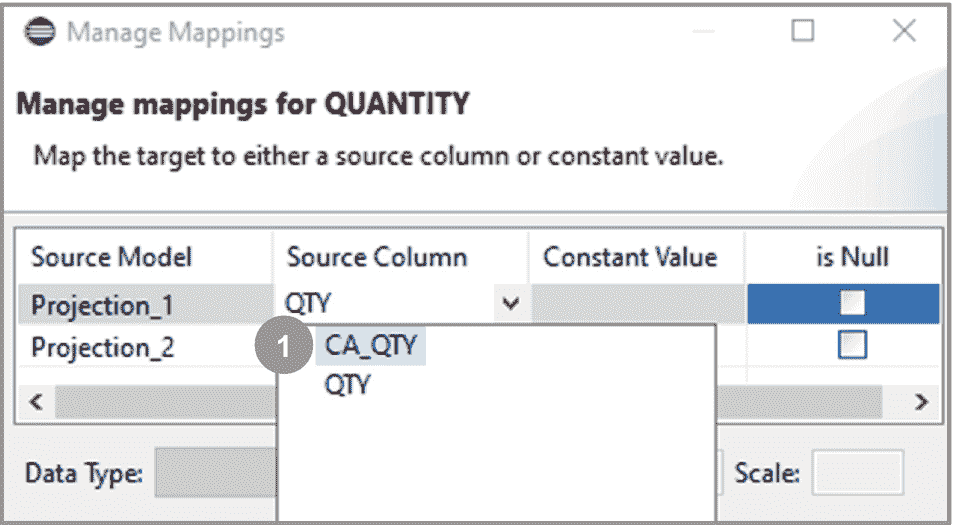 Manage Mappings
Manage mappings for QUANTITY
Map the target to either a source column or constant value.
Source Model Source Column Constant Value is Null
Projection_1 QTY
Projection_2 1 CA_QTY
QTY
Data Type: Scale: